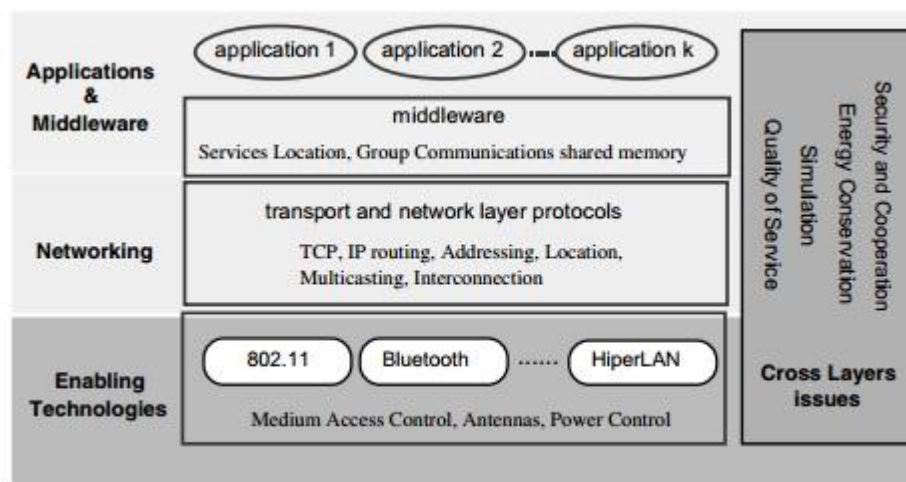 Applications
&
Middleware
application 1
application 2
application k
middleware
Services Location, Group Communications shared memory
Networking
transport and network layer protocols
TCP, IP routing, Addressing, Location,
Multicasting, Interconnection
Enabling
Technologies
802.11
Bluetooth
......
HiperLAN
Medium Access Control, Antennas, Power Control
Security and Cooperation
Energy Conservation
Simulation
Quality of Service
Cross Layers
issues